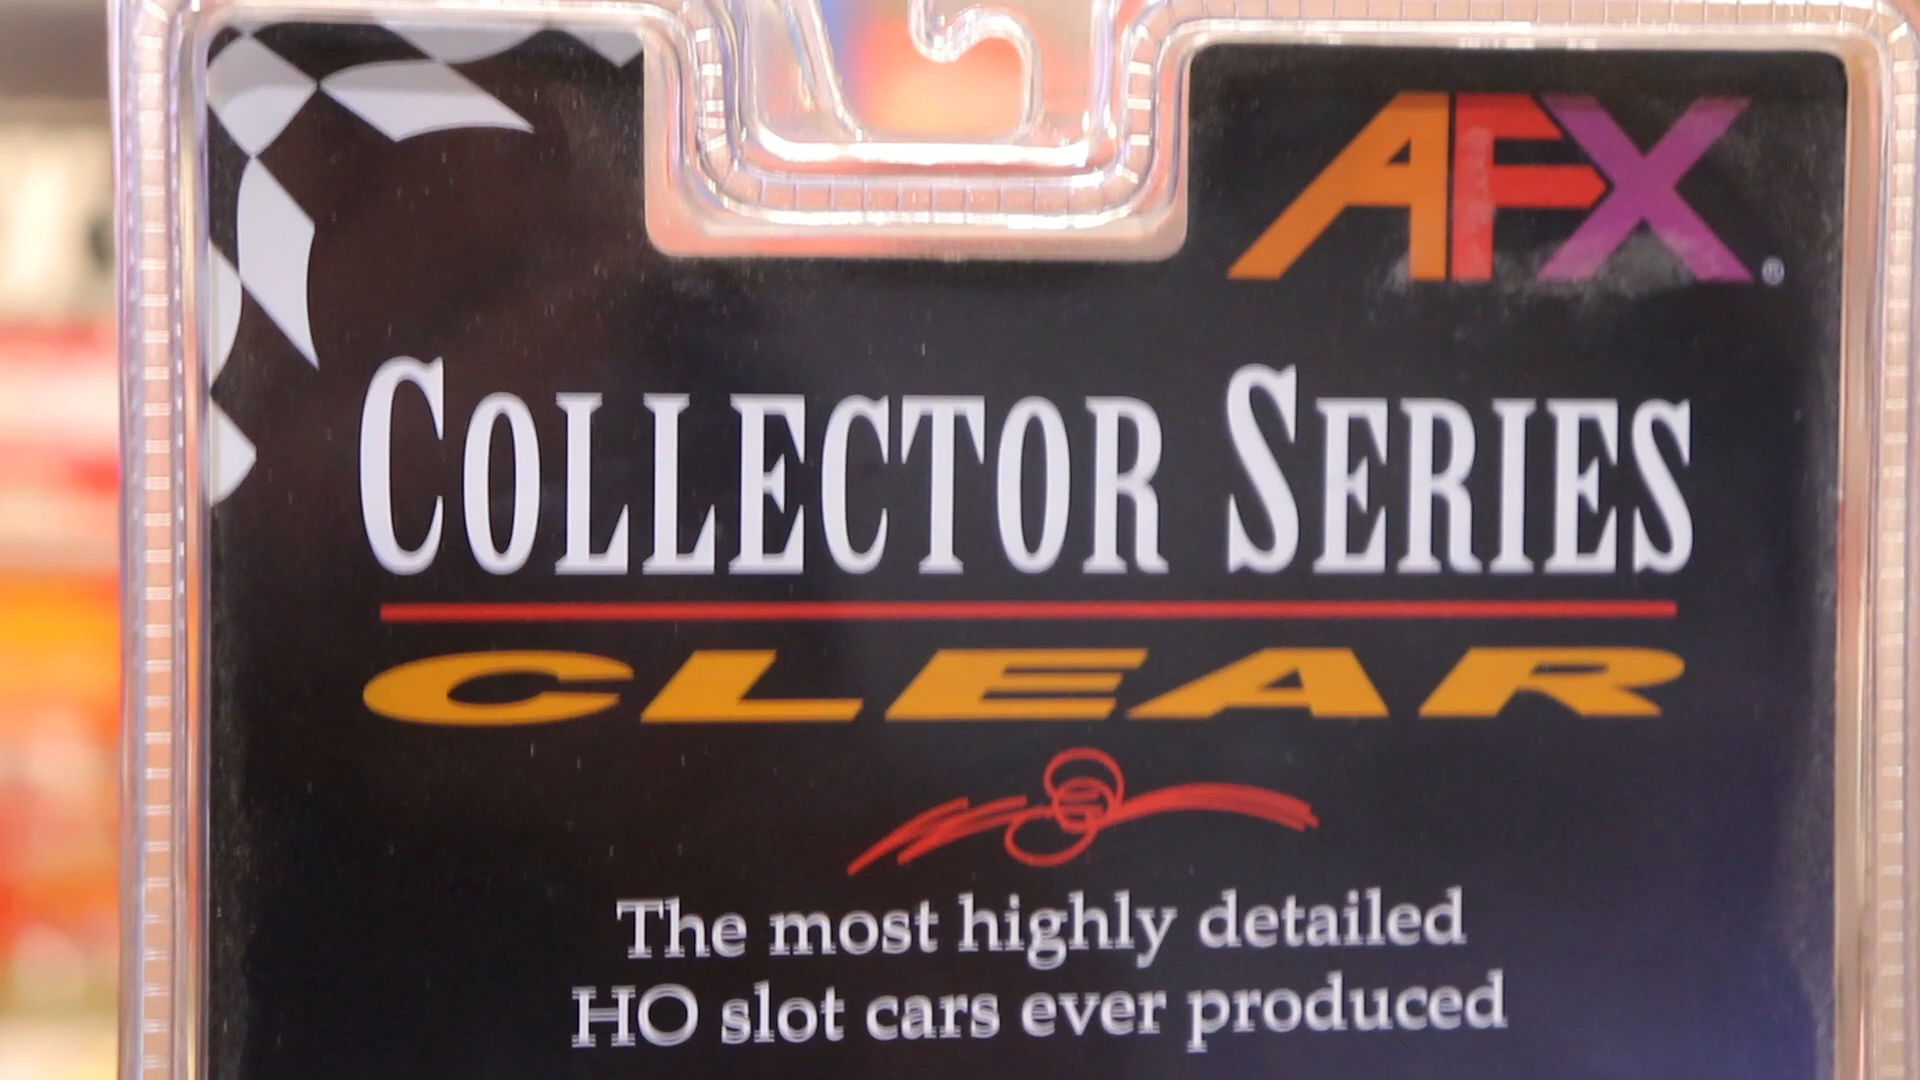 AFX®
COLLECTOR SERIES
CLEAR
The most highly detailed
HO slot cars ever produced